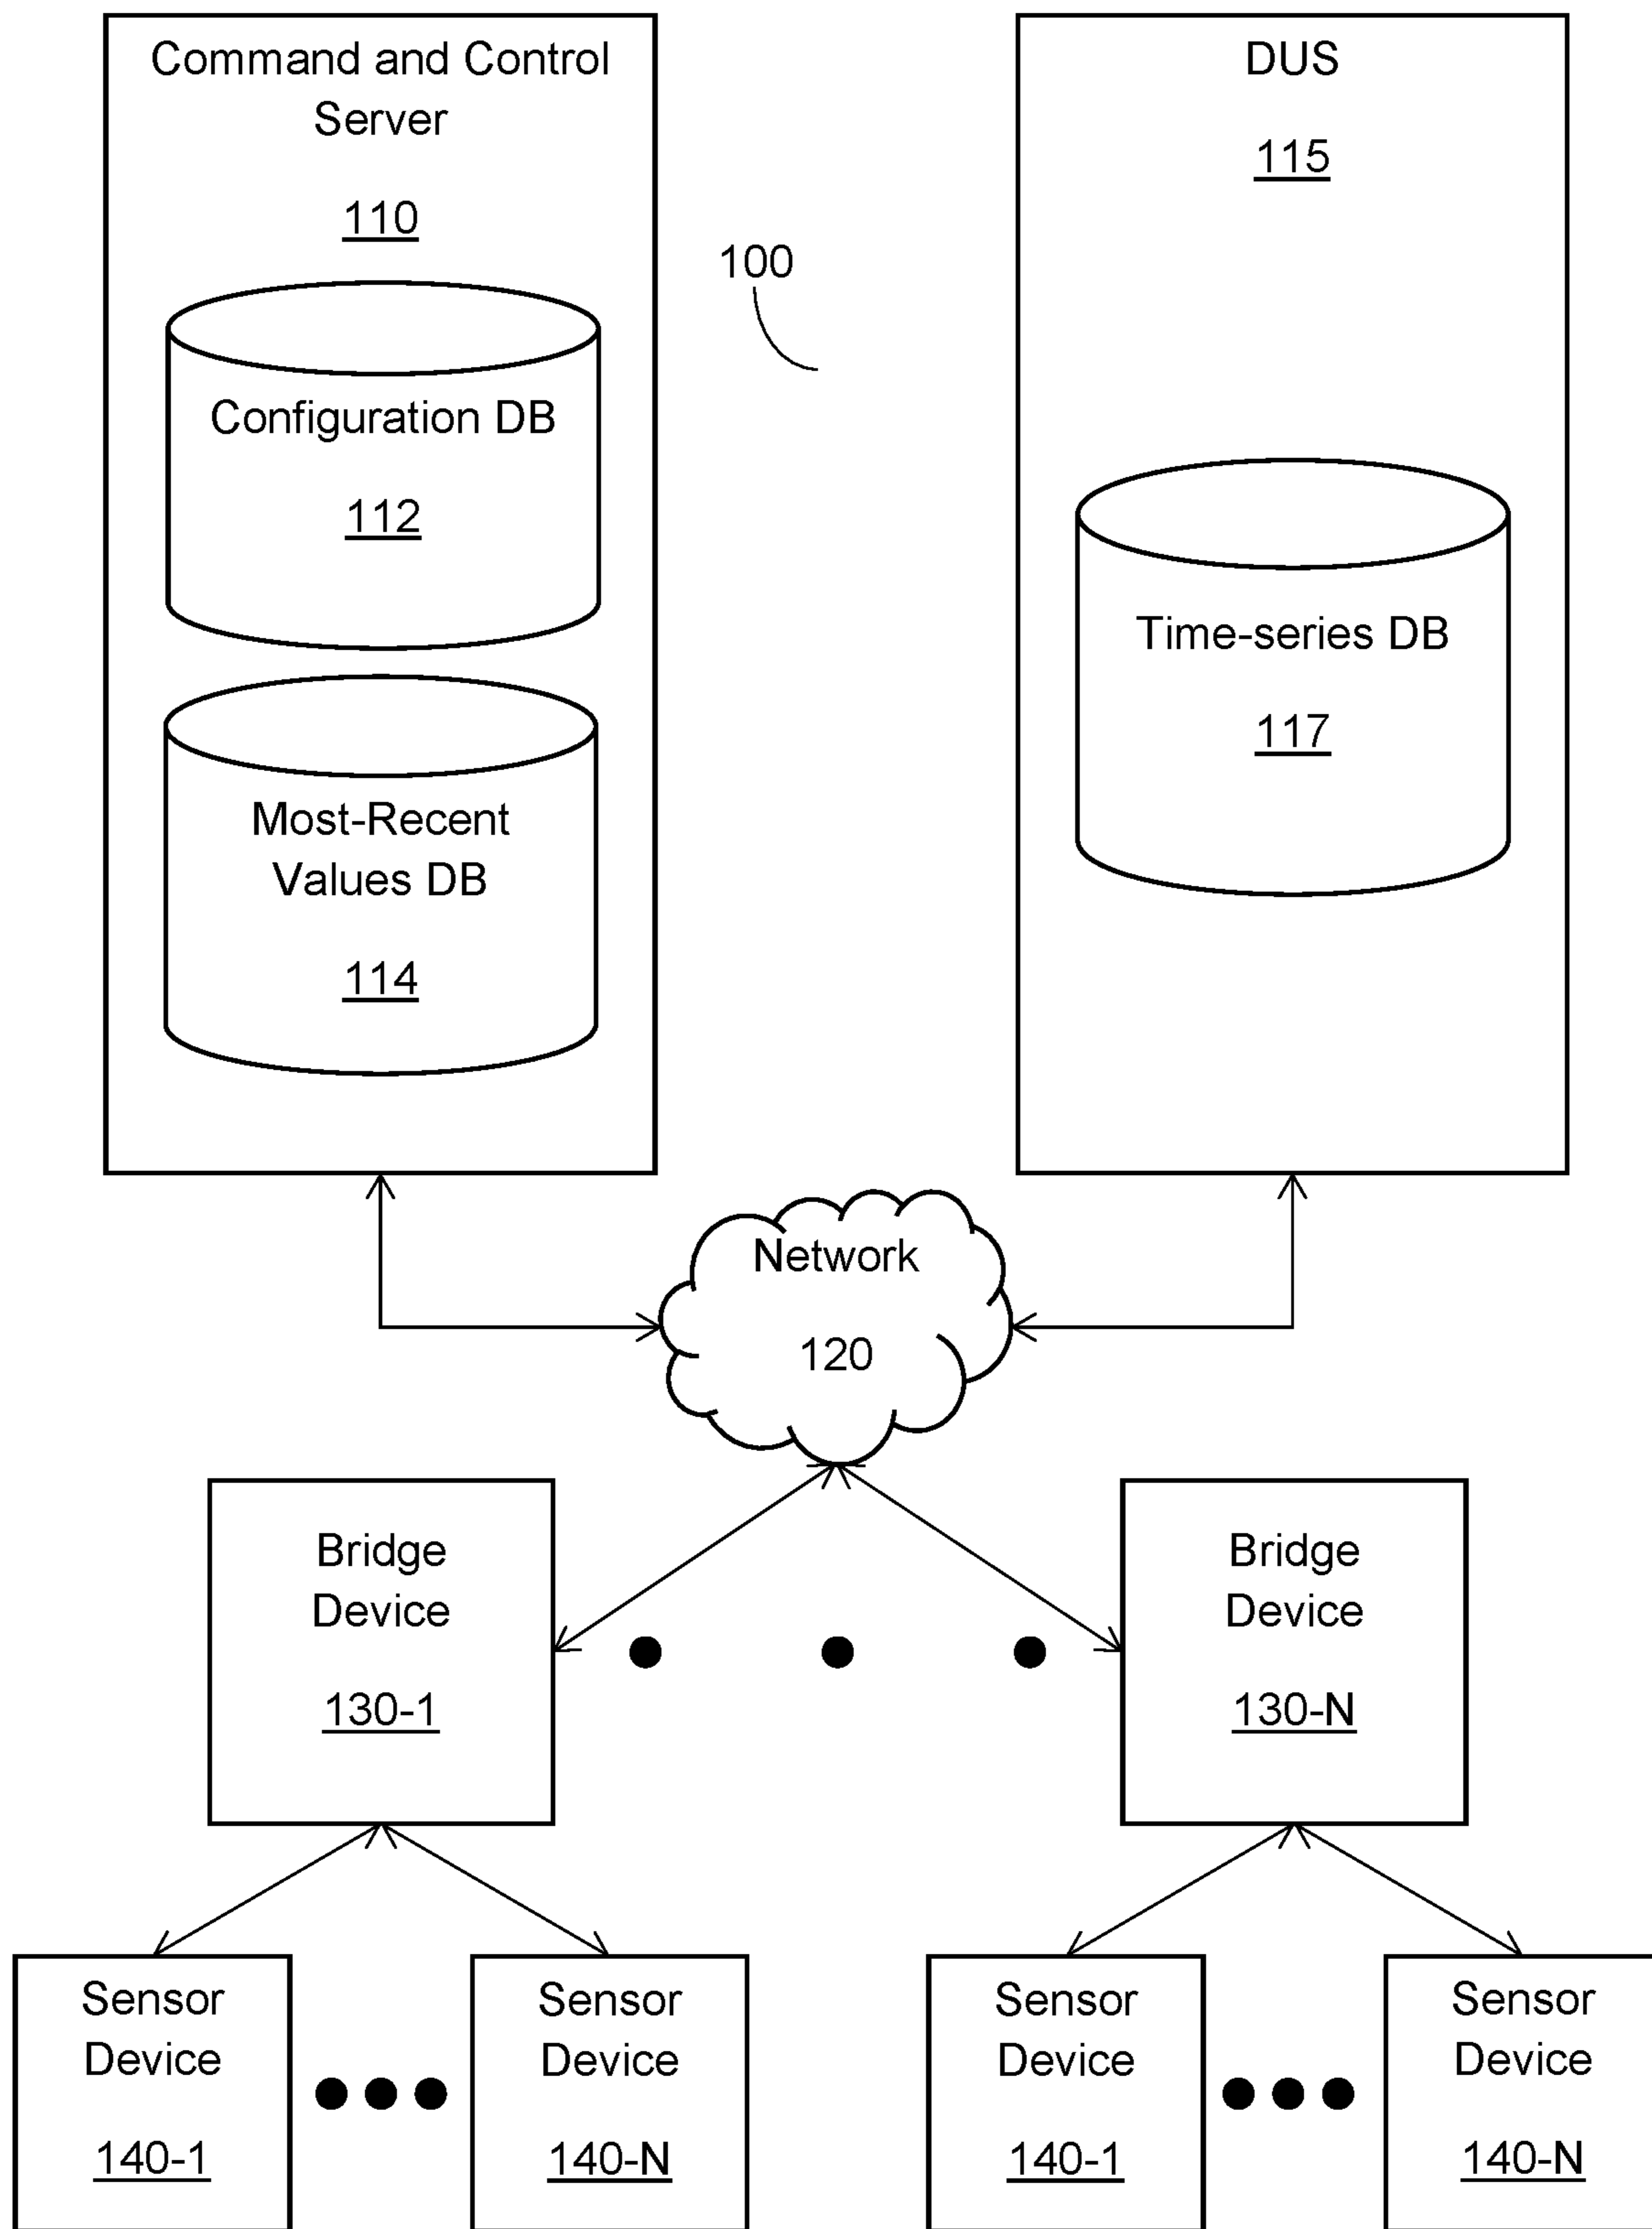 Command and Control
Server
110
Configuration DB
112
Most-Recent
Values DB
114
100
DUS
115
Time-series DB
117
Network
120
Bridge
Device
130-1
Bridge
Device
130-N
Sensor
Device
140-1
Sensor
Device
140-N
Sensor
Device
140-1
Sensor
Device
140-N